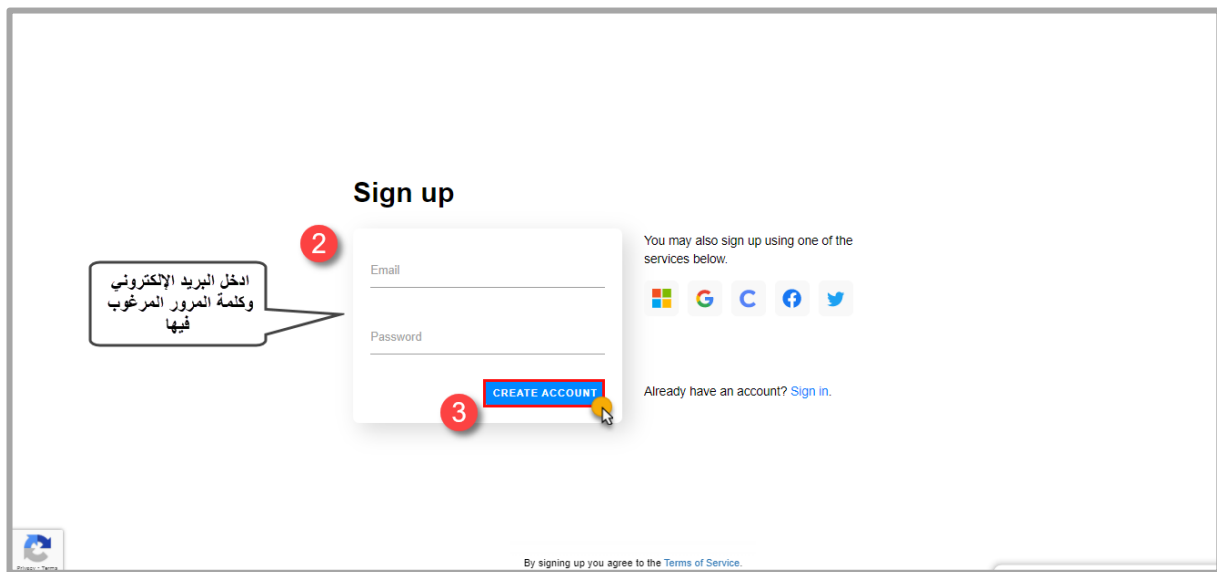 Sign up
2
Email
ادخل البريد الإلكتروني
وكلمة المرور المرغوب
فيها
Password
CREATE ACCOUNT
3
You may also sign up using one of the
services below.
Already have an account? Sign in.
Privacy - Terms
By signing up you agree to the Terms of Service.